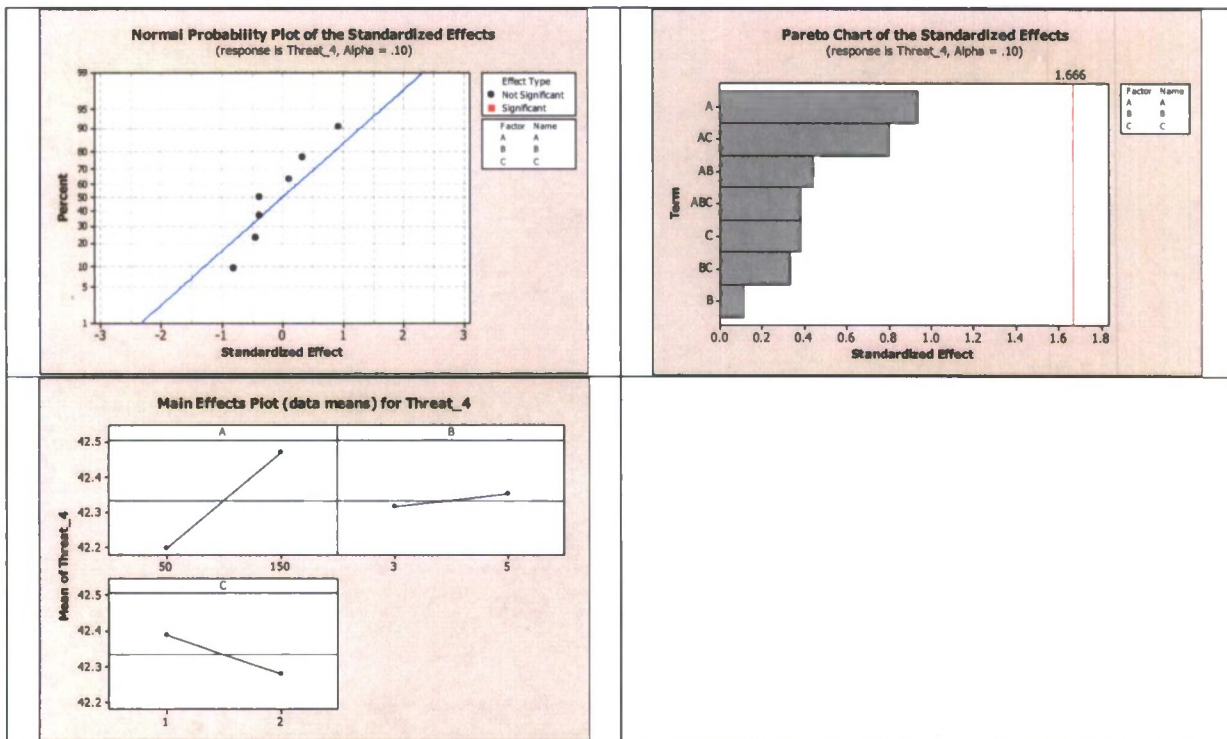 Normal Probability Plot of the Standardized Effects
(response is Threat_4, Alpha = .10)
Percent
99
95
90
80
70
60
50
40
30
20
10
5
1
-3 -2 -1 0 1 2 3
Standardized Effect
Effect Type
Not Significant
Significant
Factor Name
A A
B B
C C
Pareto Chart of the Standardized Effects
(response is Threat_4, Alpha = .10)
1.666
Term
A
AC
AB
ABC
C
BC
B
0.0 0.2 0.4 0.6 0.8 1.0 1.2 1.4 1.6 1.8
Standardized Effect
Factor Name
A A
B B
C C
Main Effects Plot (data means) for Threat_4
Mean of Threat_4
A B
42.5
42.4
42.3
42.2
50 150 3 5
C
42.5
42.4
42.3
42.2
1 2